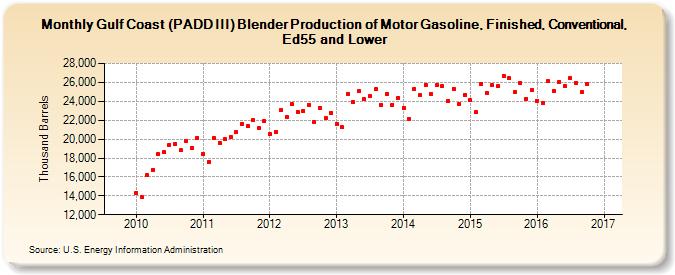 Monthly Gulf Coast (PADD III) Blender Production of Motor Gasoline, Finished, Conventional,
Ed55 and Lower
Thousand Barrels
28,000
26,000
24,000
22,000
20,000
18,000
16,000
14,000
12,000
2010 2011 2012 2013 2014 2015 2016 2017
Source: U.S. Energy Information Administration